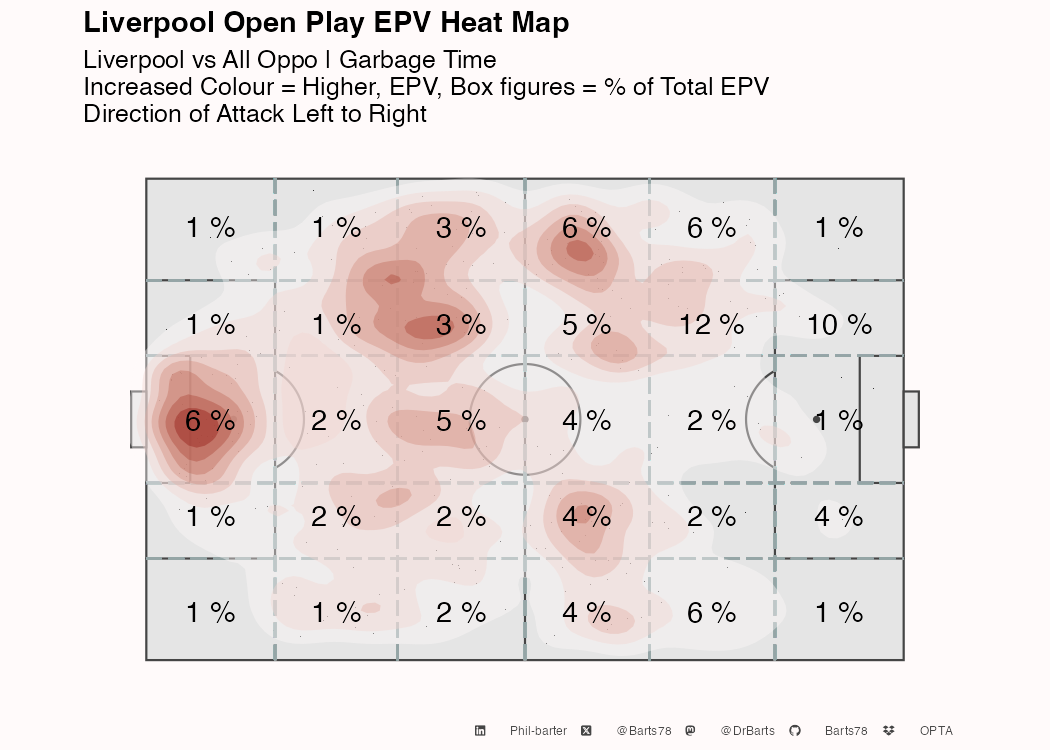 Liverpool Open Play EPV Heat Map
Liverpool vs All Oppo | Garbage Time
Increased Colour = Higher, EPV, Box figures = % of Total EPV
Direction of Attack Left to Right
1 % 1 % 3 % 6 % 6 % 1 %
1 % 1 % 3 % 5 % 12 % 10 %
6 % 2 % 5 % 4 % 2 % 1 %
1 % 2 % 2 % 4 % 2 % 4 %
1 % 1 % 2 % 4 % 6 % 1 %
Phil-barter @Barts78 @DrBarts Barts78 OPTA